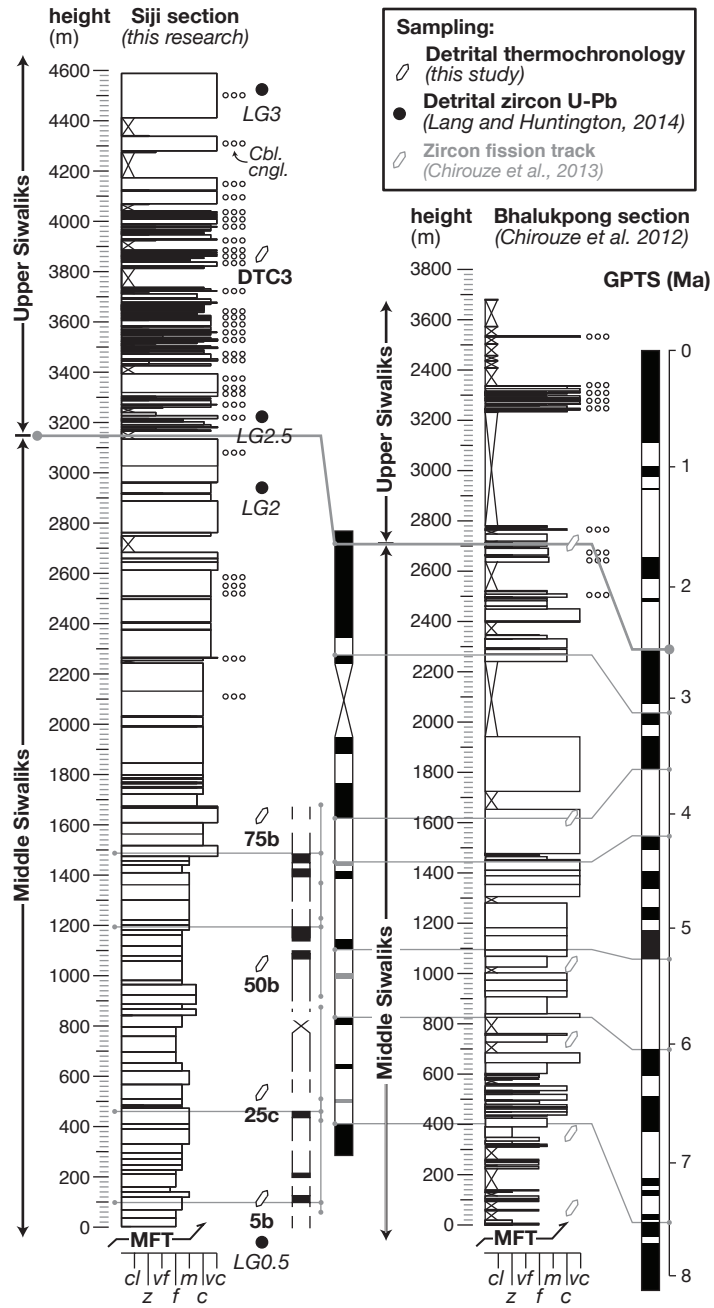 height
(m)
Siji section
(this research)
Sampling:
Detrital thermochronology
(this study)
Detrital zircon U-Pb
(Lang and Huntington, 2014)
Zircon fission track
(Chirouze et al., 2013)
4600
4400
4200
4000
3800
3600
3400
3200
3000
2800
2600
2400
2200
2000
1800
1600
1400
1200
1000
800
600
400
200
0
Upper Siwaliks
Middle Siwaliks
LG3
Cbl.
cngl.
DTC3
LG2.5
LG2
75b
50b
25c
5b
LG0.5
MFT
cl
vf
m
vc
z
f
c
height
(m)
Bhalukpong section
(Chirouze et al. 2012)
GPTS (Ma)
3800
3600
3400
2200
3000
2800
2600
2400
2200
2000
1800
1600
1400
1200
1000
800
600
400
200
0
Upper Siwaliks
Middle Siwaliks
MFT
cl
vf
m
vc
z
f
c
0
1
2
3
4
5
6
7
8